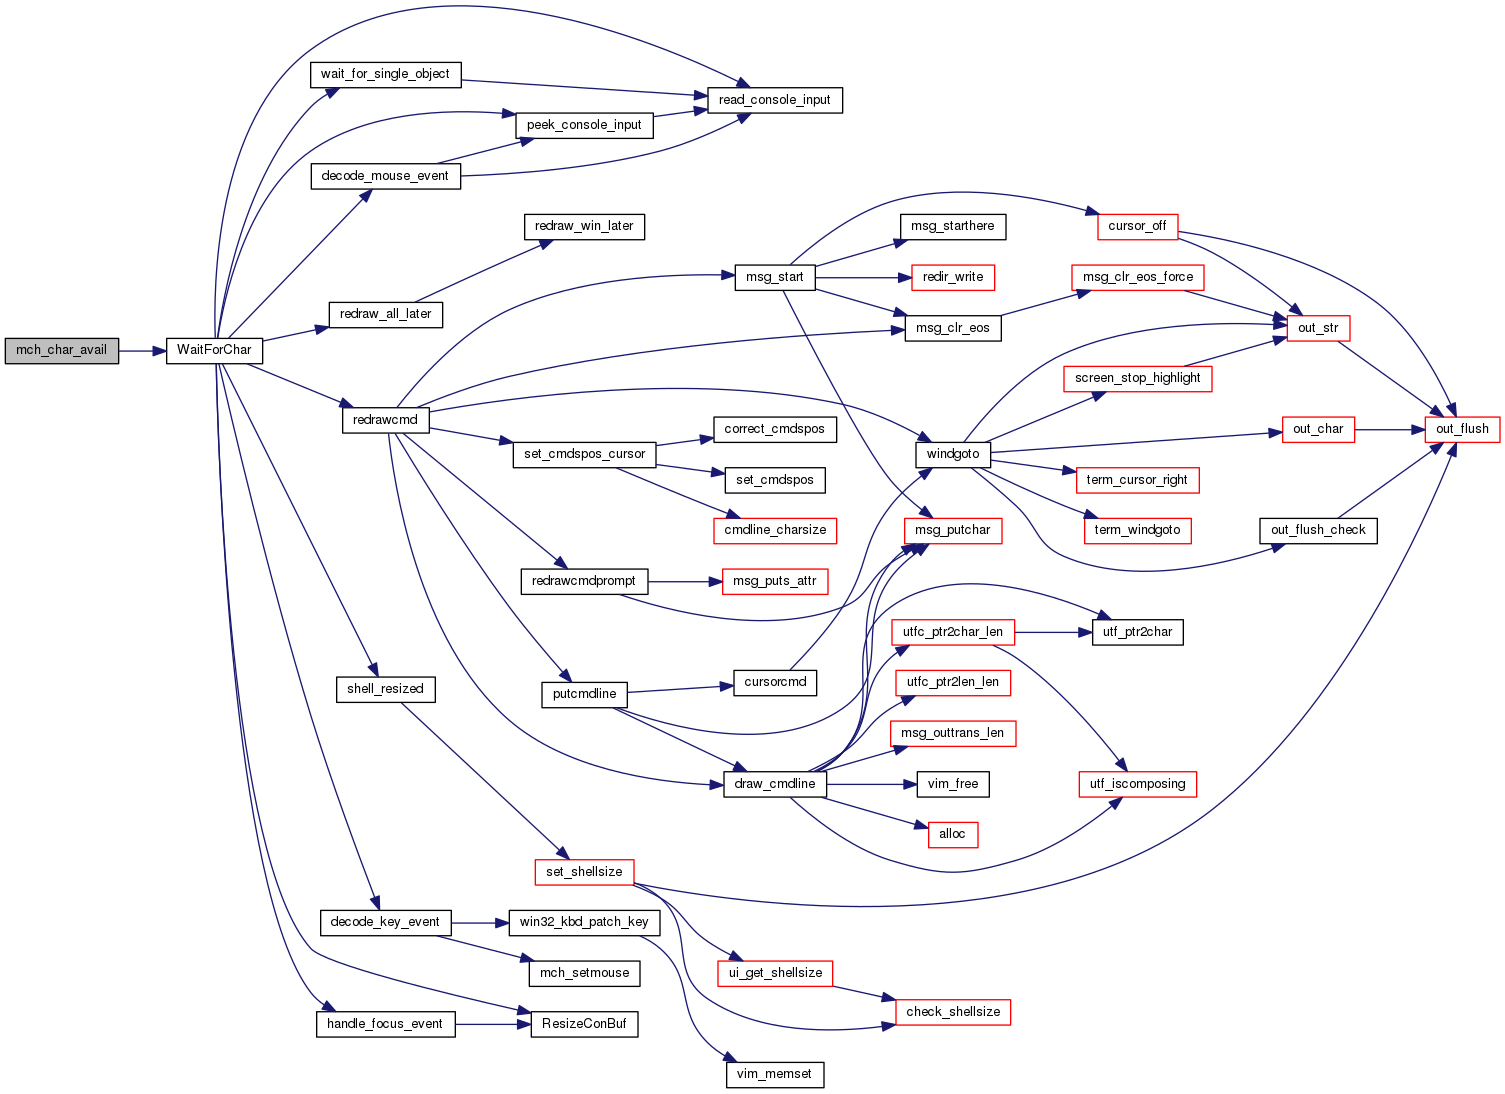 wait_for_single_object
read_console_input
peek_console_input
decode_mouse_event
redraw_win_later
msg_starthere
cursor_off
msg_start
redir_write
msg_clr_eos_force
redraw_all_later
msg_clr_eos
out_str
mch_char_avail
WaitForChar
screen_stop_highlight
redrawcmd
correct_cmdspos
out_char
out_flush
set_cmdspos_cursor
windgoto
set_cmdspos
term_cursor_right
cmdline_charsize
msg_putchar
term_windgoto
out_flush_check
redrawcmdprompt
msg_puts_attr
utfc_ptr2char_len
utf_ptr2char
shell_resized
putcmdline
cursorcmd
utfc_ptr2len_len
msg_outtrans_len
draw_cmdline
vim_free
utf_iscomposing
alloc
set_shellsize
decode_key_event
win32_kbd_patch_key
mch_setmouse
ui_get_shellsize
check_shellsize
handle_focus_event
ResizeConBuf
vim_memset